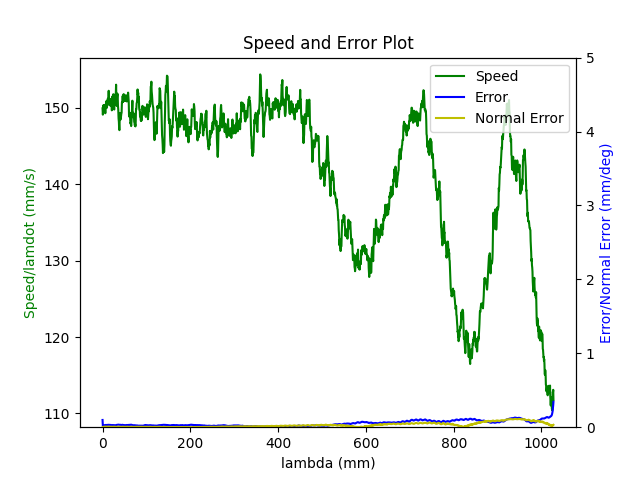 Speed and Error Plot
Speed
Error
Normal Error
150
140
130
120
110
Speed/lamdot (mm/s)
5
4
3
2
1
0
Error/Normal Error (mm/deg)
0
200
400
600
800
1000
lambda (mm)